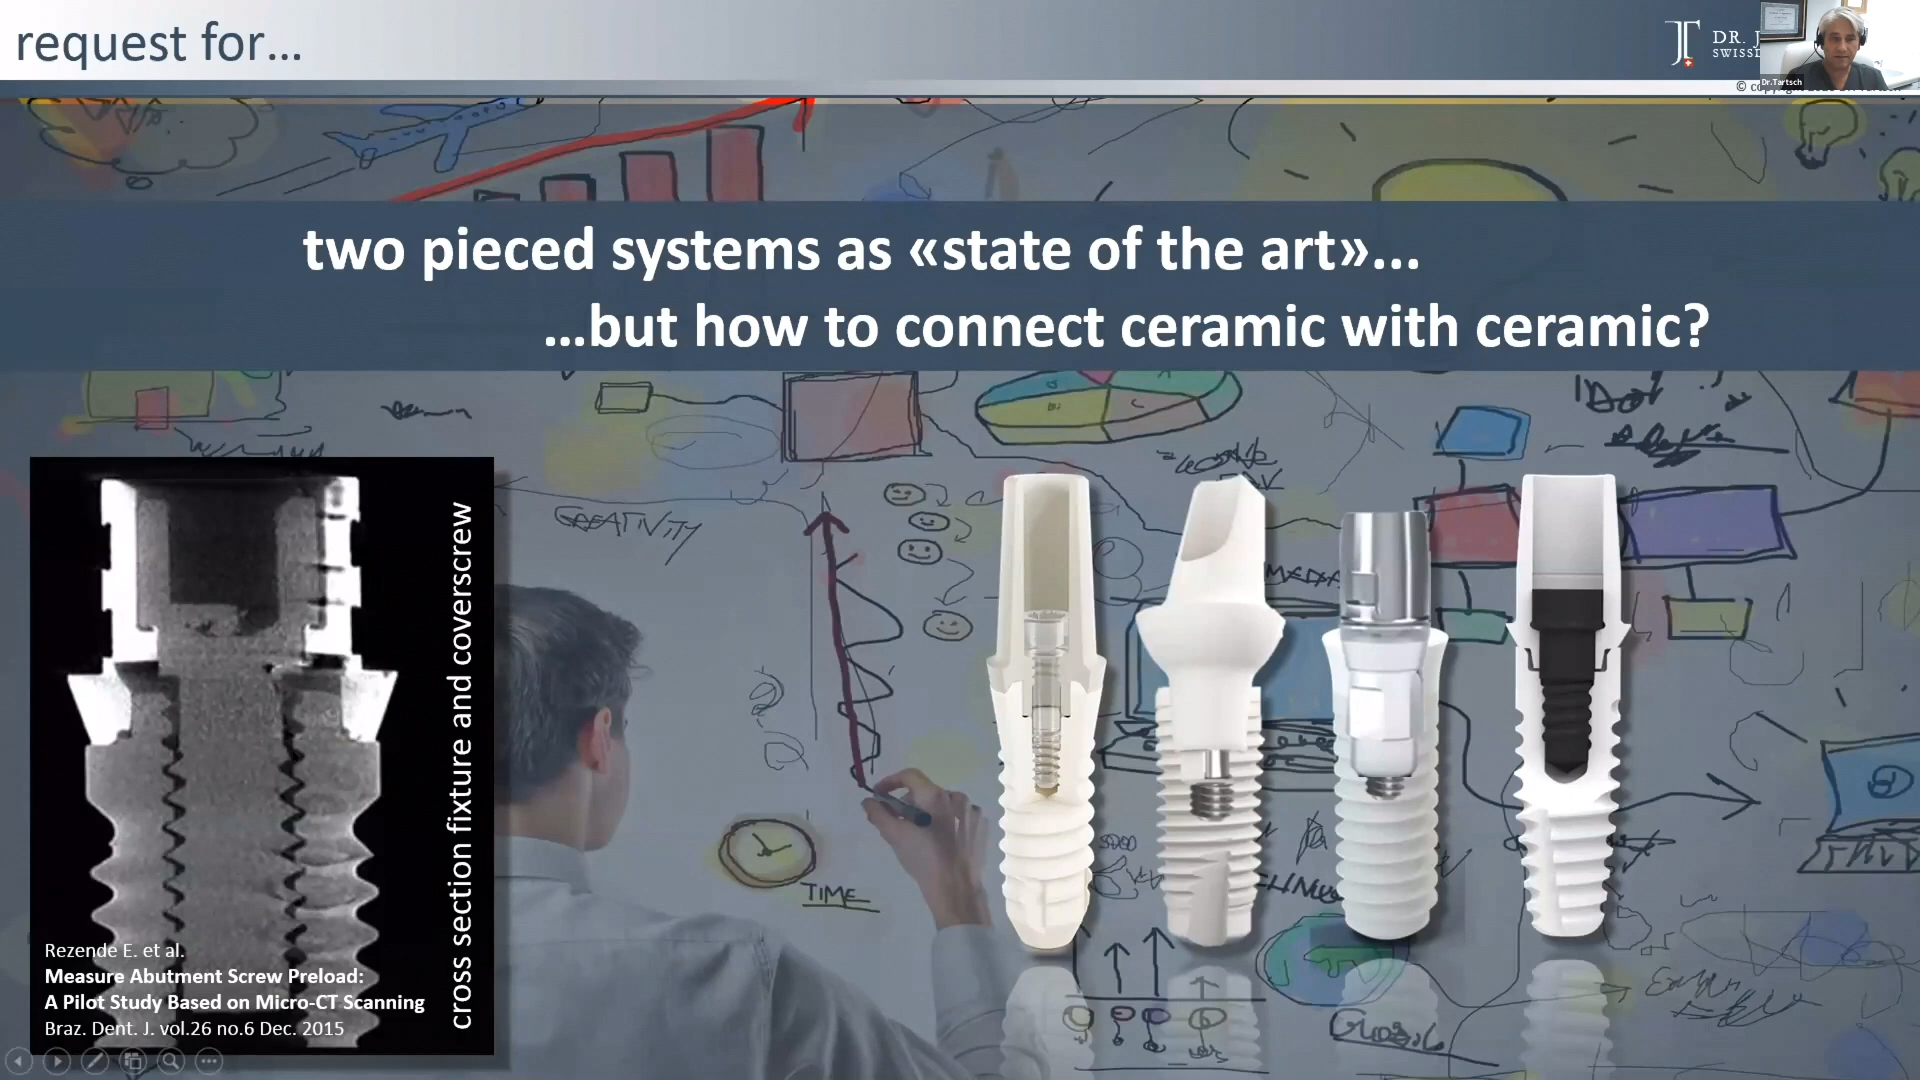 request for...
DR. J
Dr.Tartsch
two pieced systems as «state of the art»...
...but how to connect ceramic with ceramic?
CREATIVITY
TIME
cross section fixture and coverscrew
Rezende E. et al.
Measure Abutment Screw Preload:
A Pilot Study Based on Micro-CT Scanning
Braz. Dent. J. vol.26 no.6 Dec. 2015